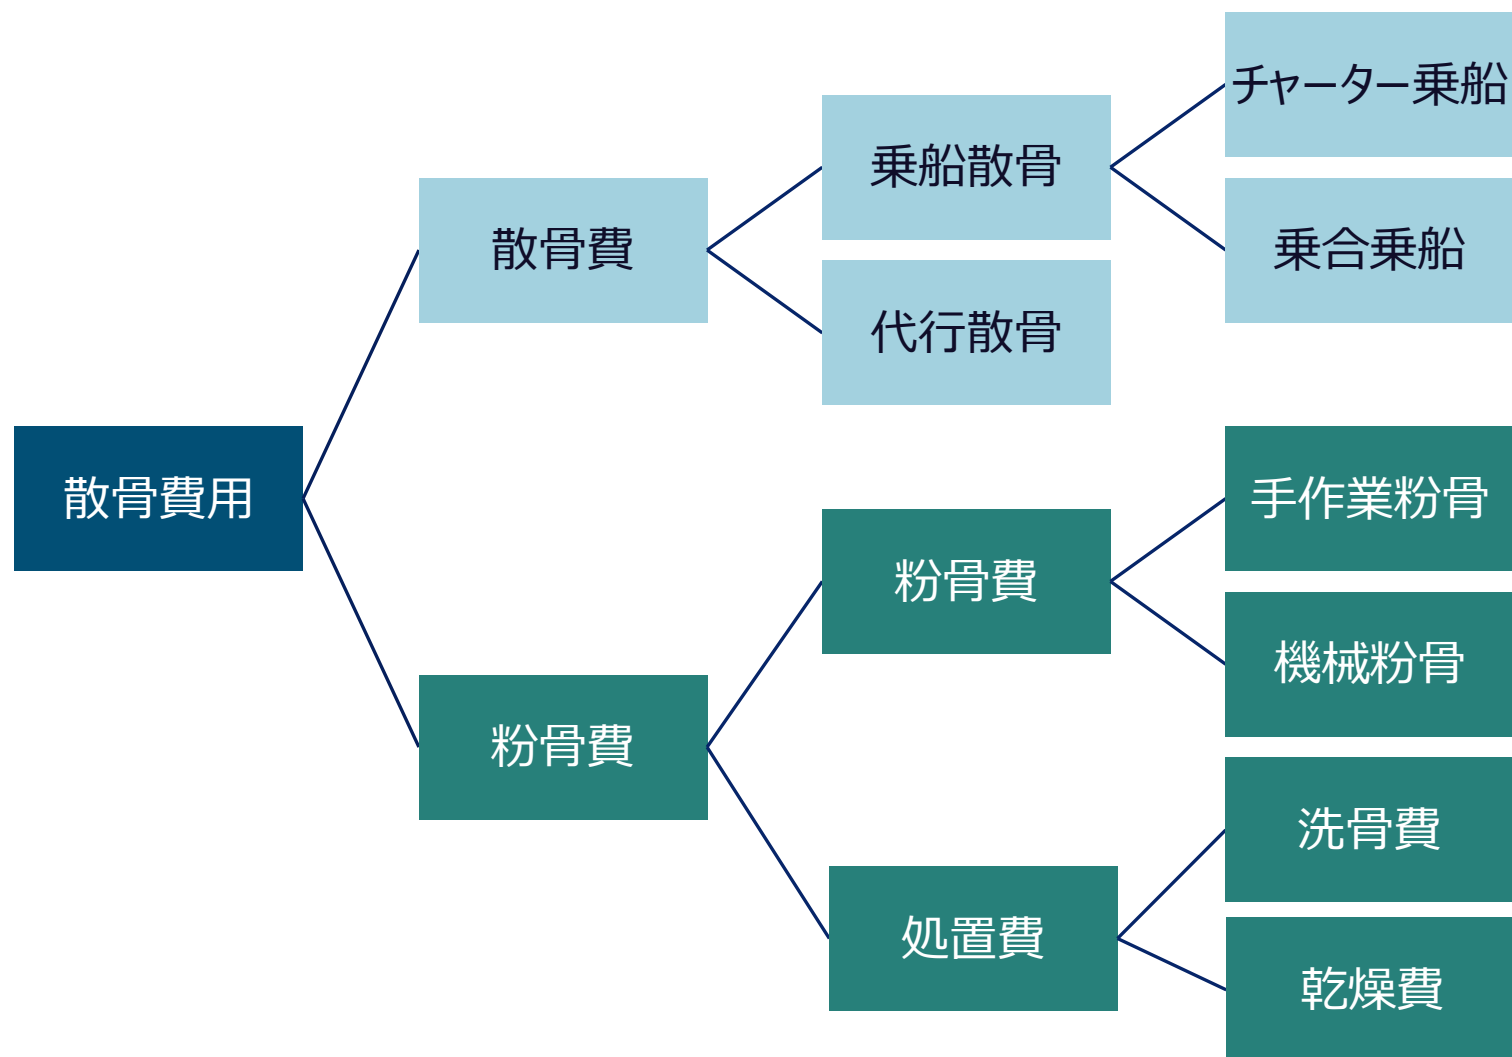 散骨費用
散骨費
乗船散骨
チャーター乗船
乗合乗船
代行散骨
粉骨費
粉骨費
手作業粉骨
機械粉骨
処置費
洗骨費
乾燥費